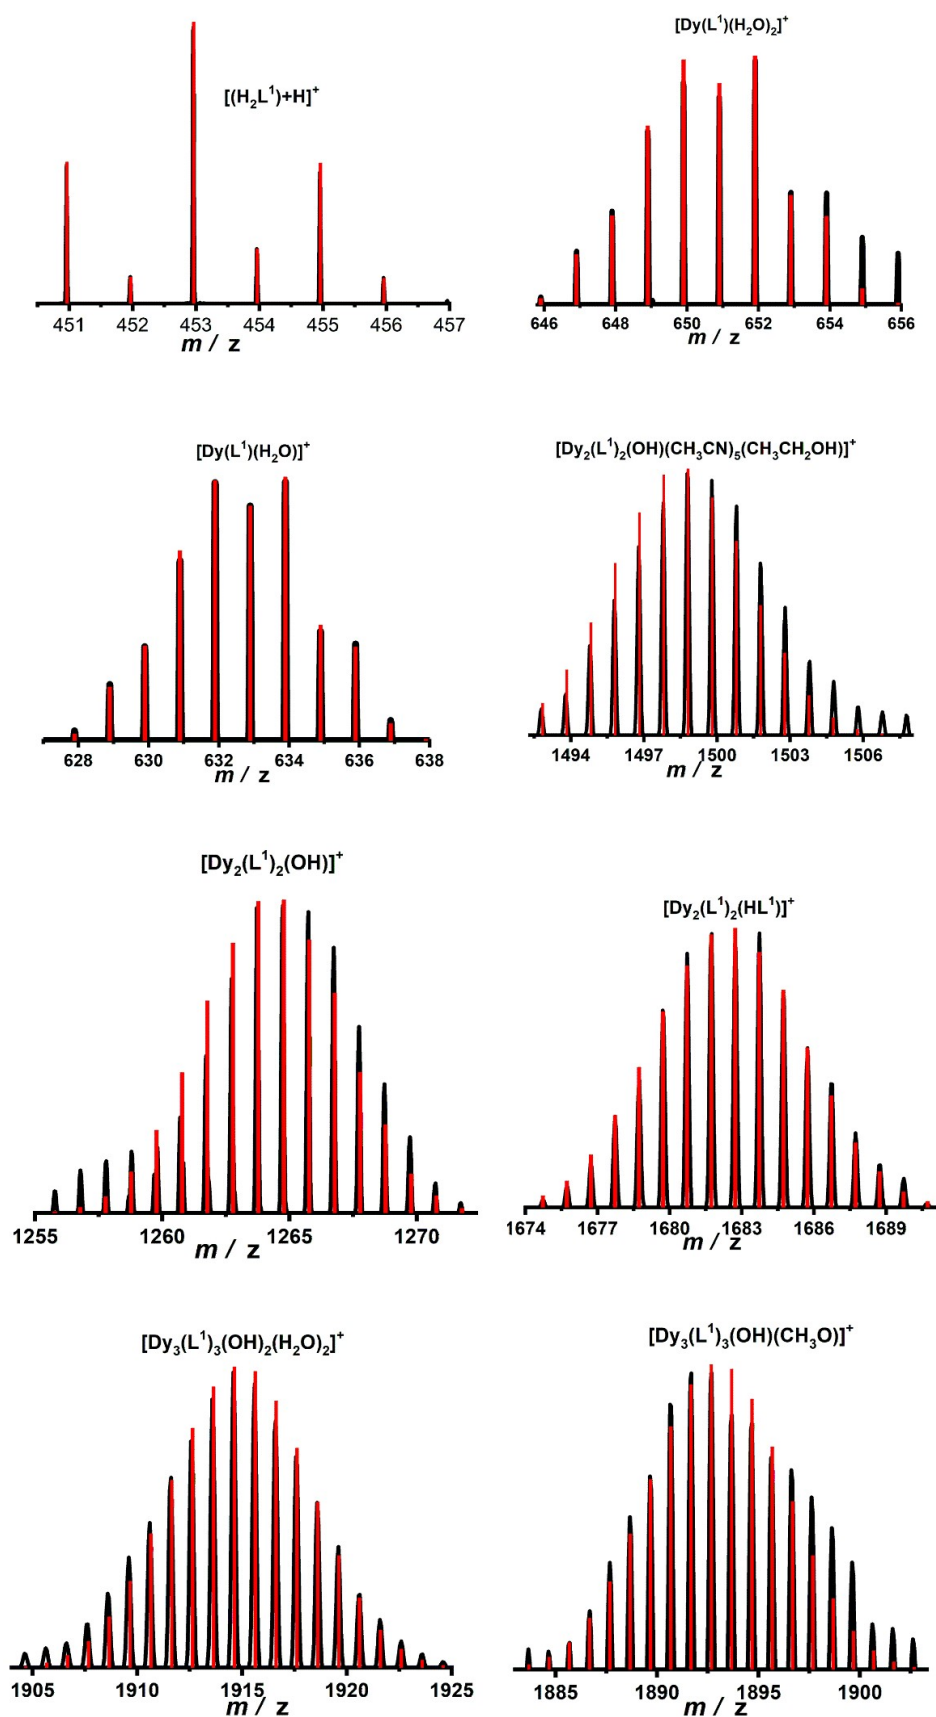 [(H₂L¹)+H]⁺
451 452 453 454 455 456 457
m / z
[Dy(L¹)(H₂O)₂]⁺
646 648 650 652 654 656
m / z
[Dy(L¹)(H₂O)]⁺
628 630 632 634 636 638
m / z
[Dy₂(L¹)₂(OH)(CH₃CN)₅(CH₃CH₂OH)]⁺
1494 1497 1500 1503 1506
m / z
[Dy₂(L¹)₂(OH)]⁺
1255 1260 1265 1270
m / z
[Dy₂(L¹)₂(HL¹)]⁺
1674 1677 1680 1683 1686 1689
m / z
[Dy₃(L¹)₃(OH)₂(H₂O)₂]⁺
1905 1910 1915 1920 1925
m / z
[Dy₃(L¹)₃(OH)(CH₃O)]⁺
1885 1890 1895 1900
m / z